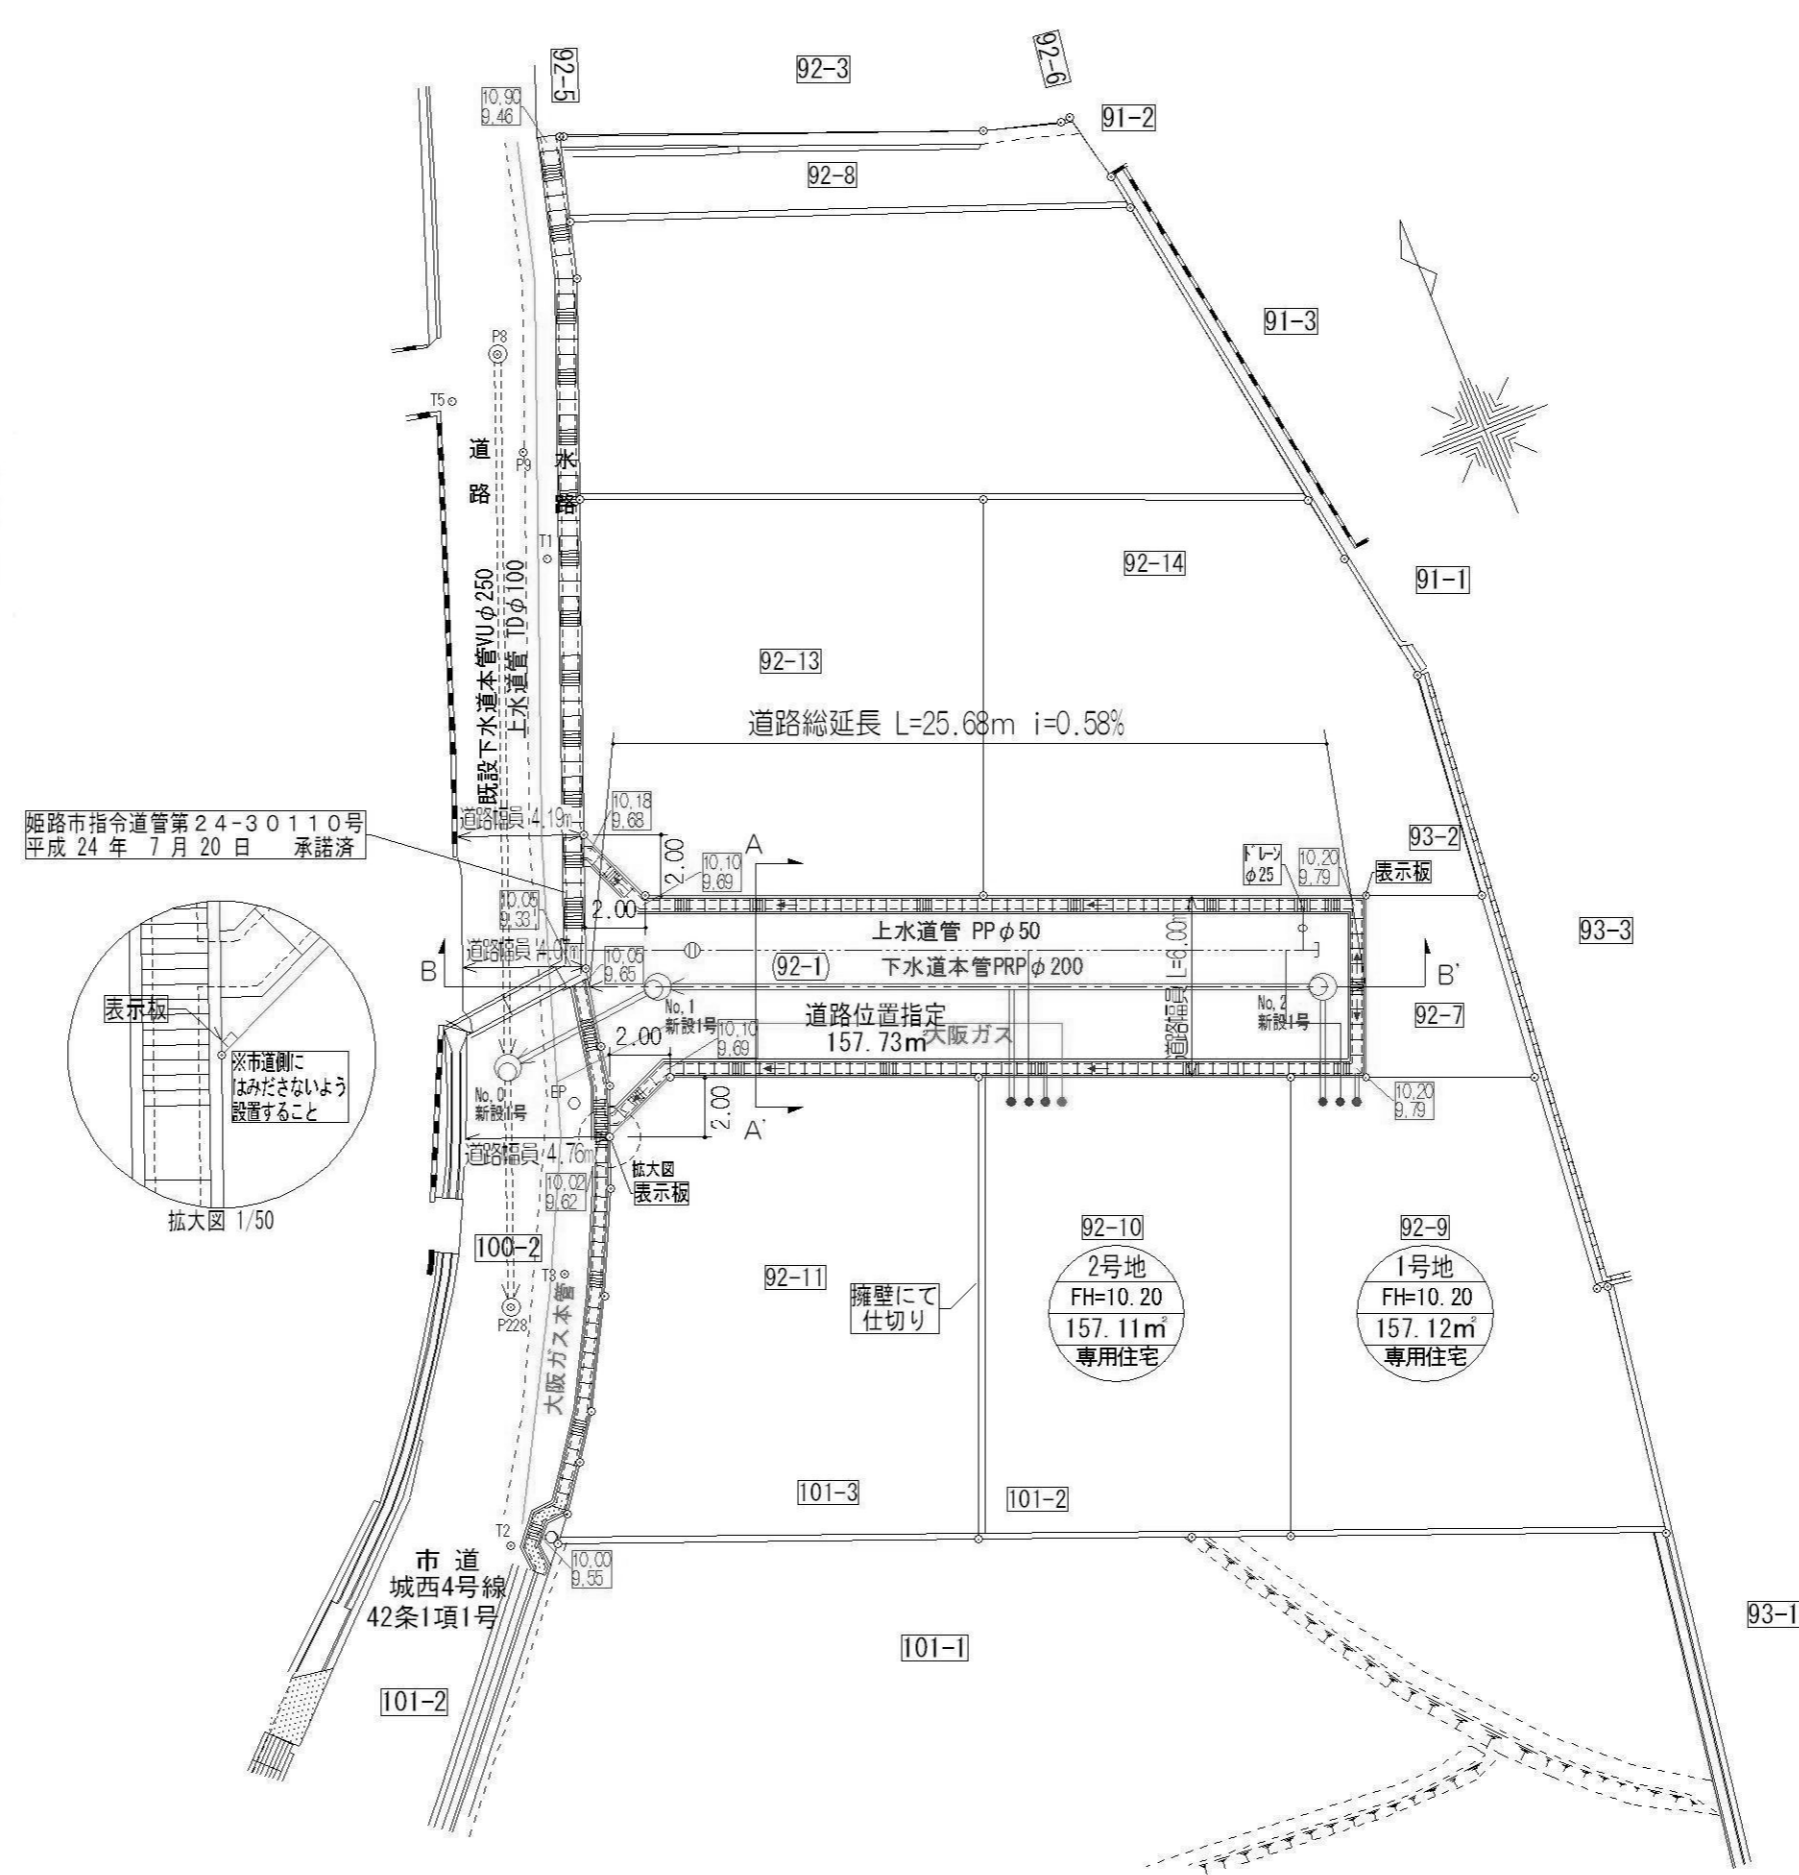 92-5
92-3
92-6
10.90
9.46
91-2
92-8
91-3
P8
T5
道路
P9
水路
T1
92-14
91-1
既設下水道本管VUφ250
上水道管 TDφ100
92-13
道路総延長 L=25.68m i=0.58%
姫路市指令道管第24-30110号
平成 24 年 7 月 20 日 承諾済
道路幅員 4.19m
10.18
9.68
2.00
A
10.10
9.69
ドレーン
φ25
10.20
9.79
表示板
93-2
10.05
9.33
2.00
上水道管 PPφ50
道路幅員 L=6.00m
93-3
道路幅員 4.07m
B
10.05
9.65
(92-1)
下水道本管PRPφ200
B'
表示板
※市道側に
はみださないよう
設置すること
拡大図 1/50
No.1
新設1号
道路位置指定
157.73㎡
大阪ガス
No.2
新設1号
92-7
2.00
10.10
9.69
No.0
新設1号
EP
2.00
A'
10.20
9.79
道路幅員 4.76m
10.02
9.62
拡大図
表示板
100-2
T3
P228
大阪ガス本管
92-11
擁壁にて
仕切り
92-10
2号地
FH=10.20
157.11㎡
専用住宅
92-9
1号地
FH=10.20
157.12㎡
専用住宅
101-3
101-2
T2
10.00
9.55
市 道
城西4号線
42条1項1号
101-1
93-1
101-2